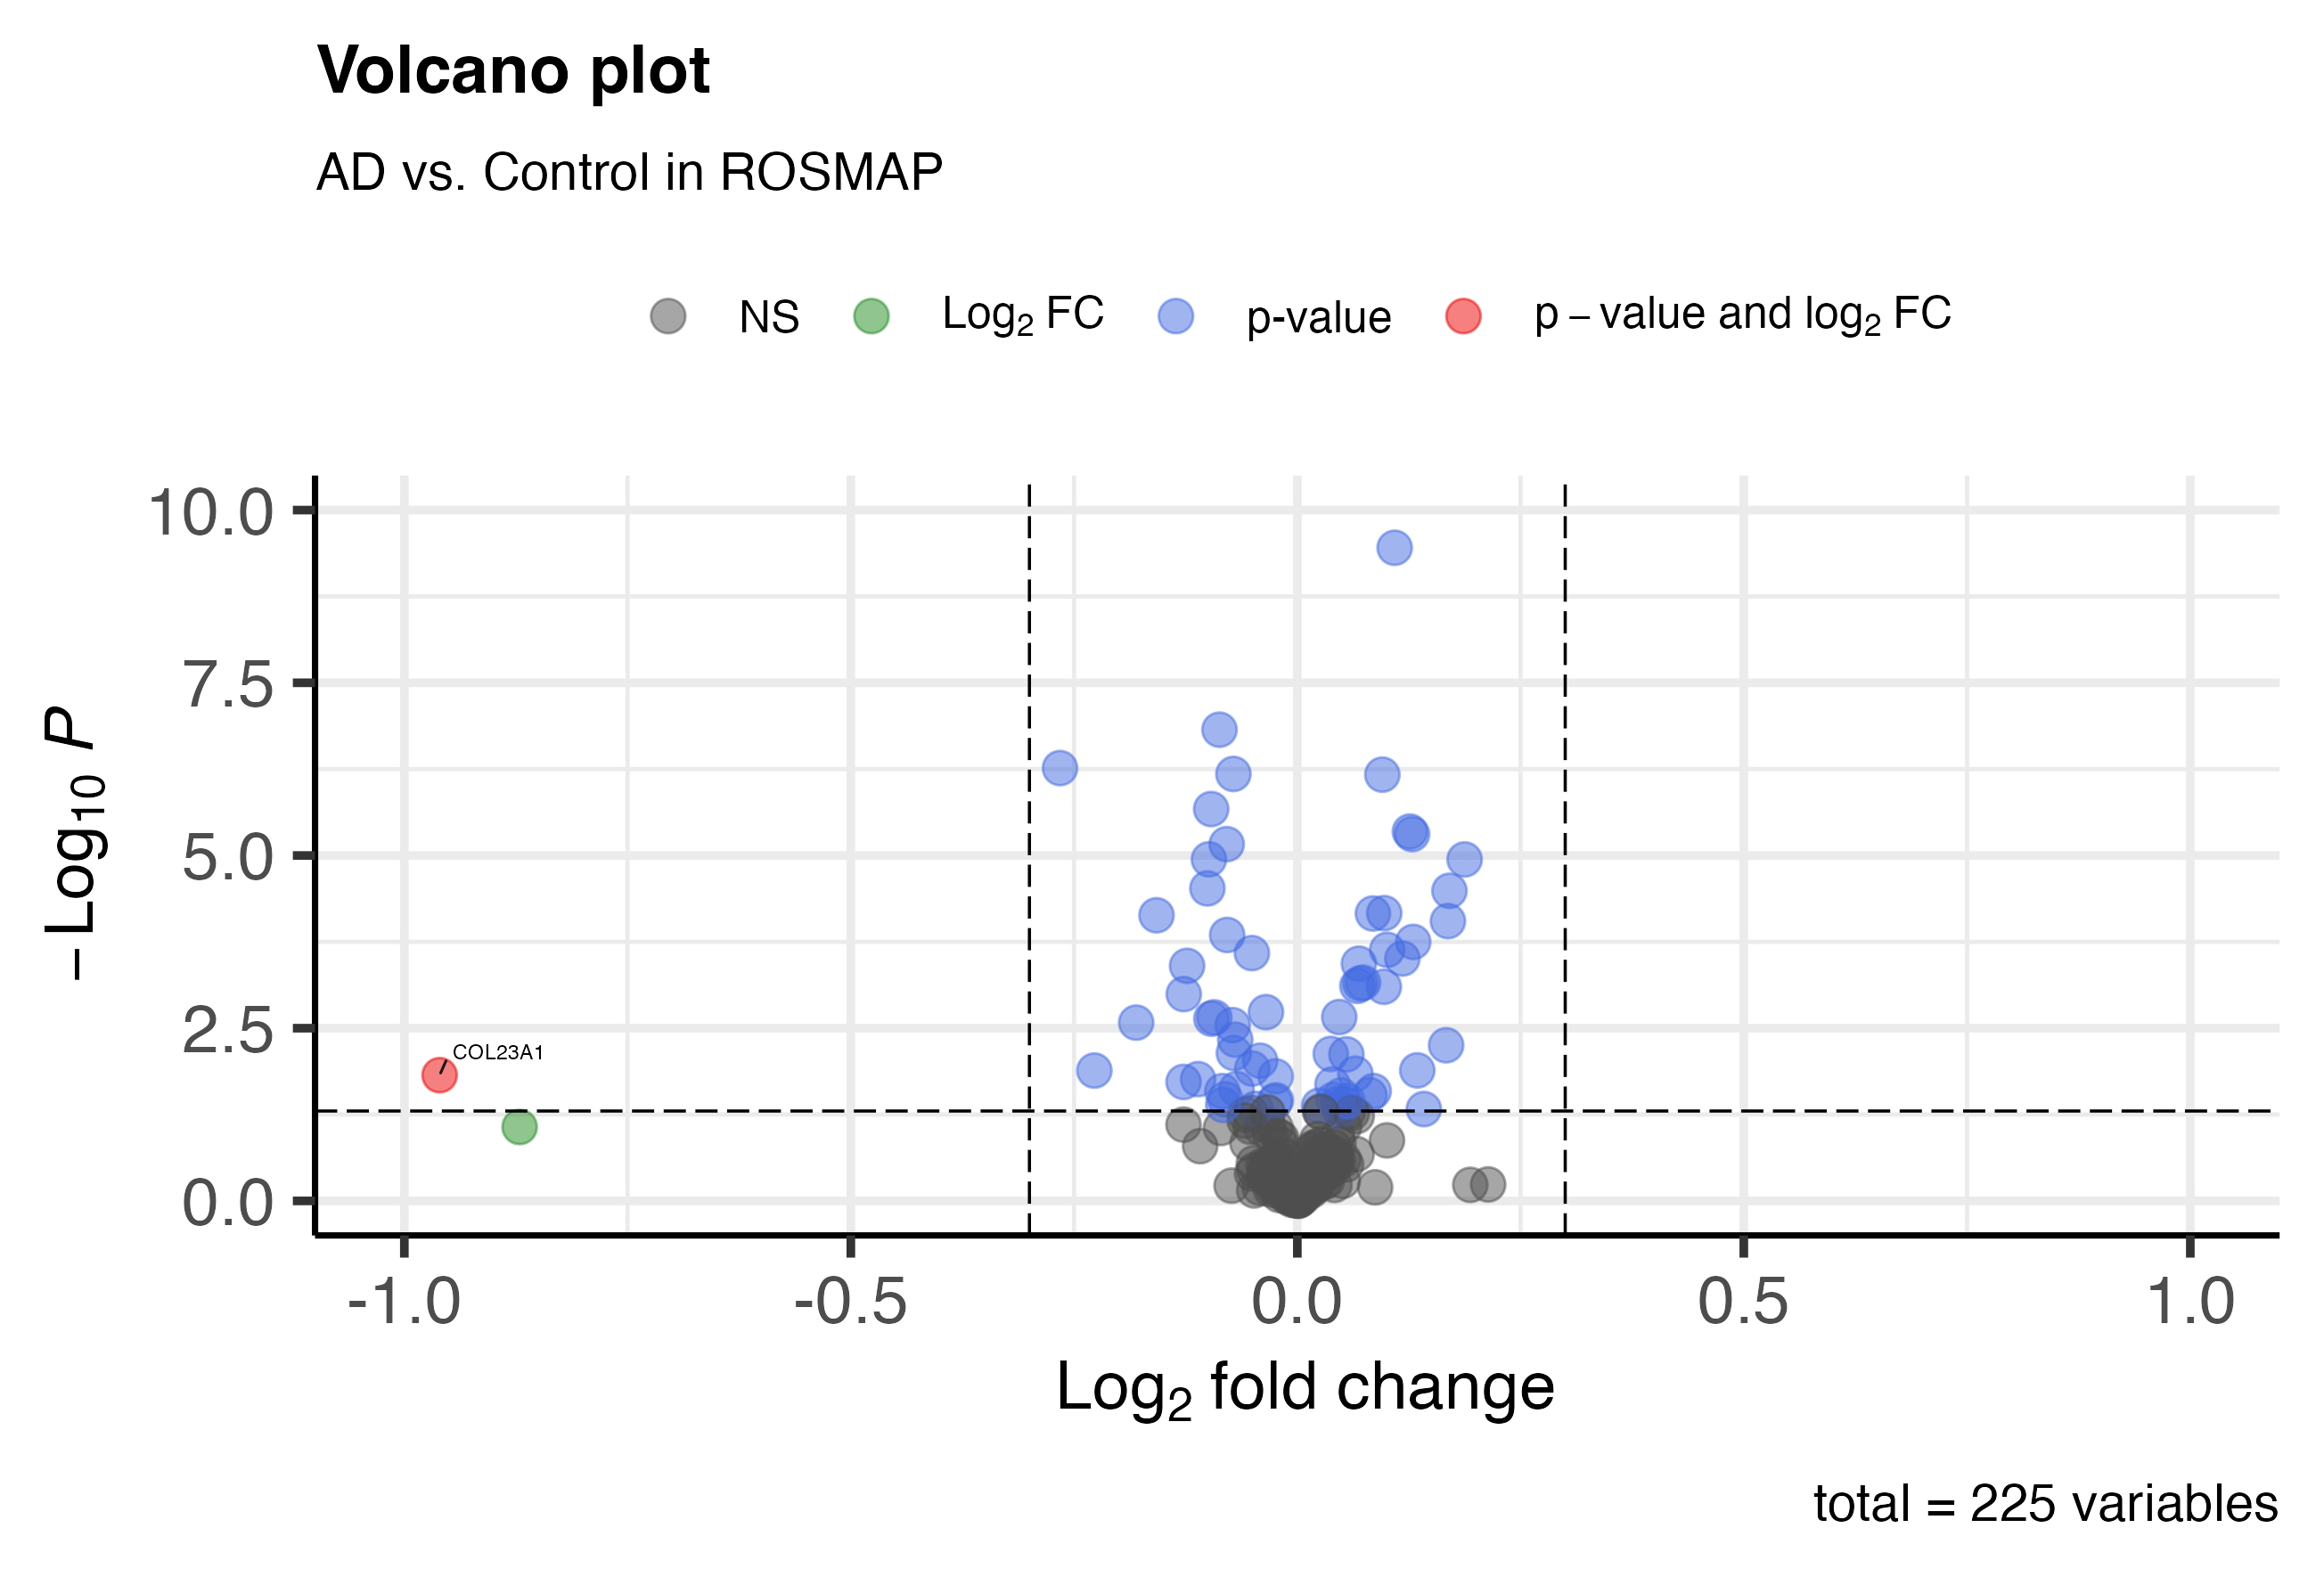 Volcano plot
AD vs. Control in ROSMAP
NS Log₂ FC p-value p – value and log₂ FC
10.0
7.5
5.0
2.5
0.0
– Log₁₀ P
COL23A1
-1.0 -0.5 0.0 0.5 1.0
Log₂ fold change
total = 225 variables